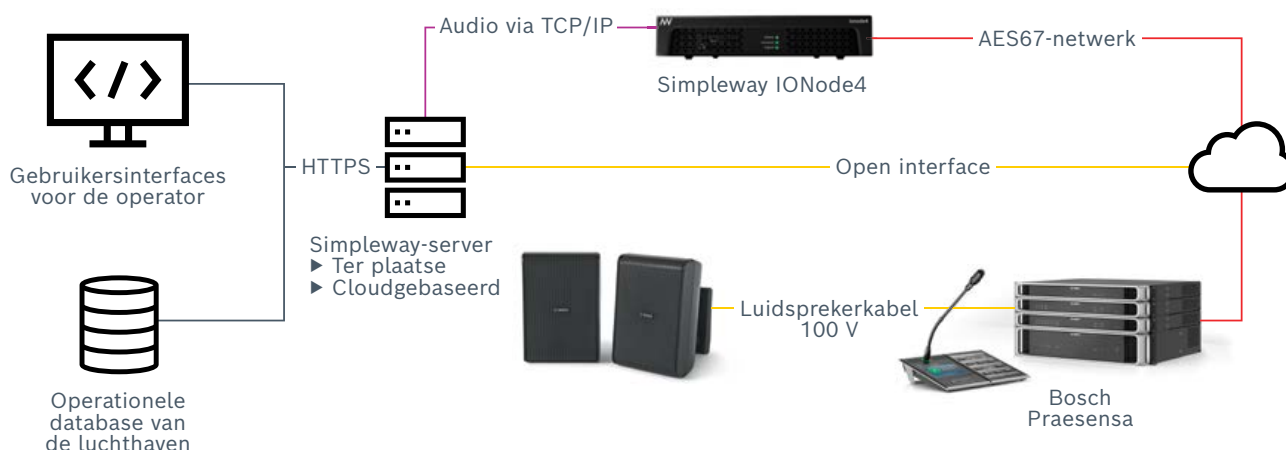 Audio via TCP/IP
AES67-netwerk
Simpleway IONode4
Gebruikersinterfaces
voor de operator
HTTPS
Open interface
Simpleway-server
▶ Ter plaatse
▶ Cloudgebaseerd
Luidsprekerkabel
100 V
Operationele
database van
de luchthaven
Bosch
Praesensa